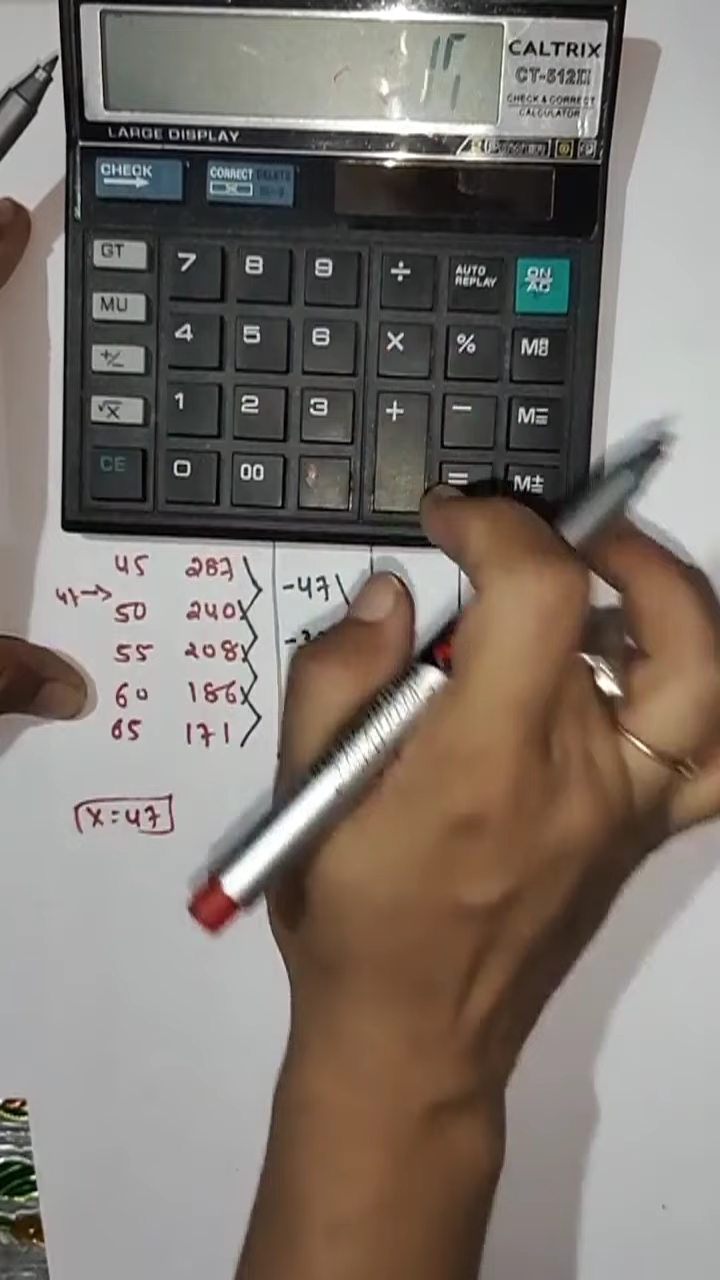 CALTRIX
CT-512II
CHECK & CORRECT
CALCULATOR
LARGE DISPLAY
CHECK CORRECT DELETE
GT 7 8 9 ÷ AUTO REPLAY ON/AC
MU 4 5 6 × %
+/− 1 2 3 + − M=
√x 0 00 = M±
CE
45 287
-47
47→ 50 240
55 208
60 186
65 171
x=47